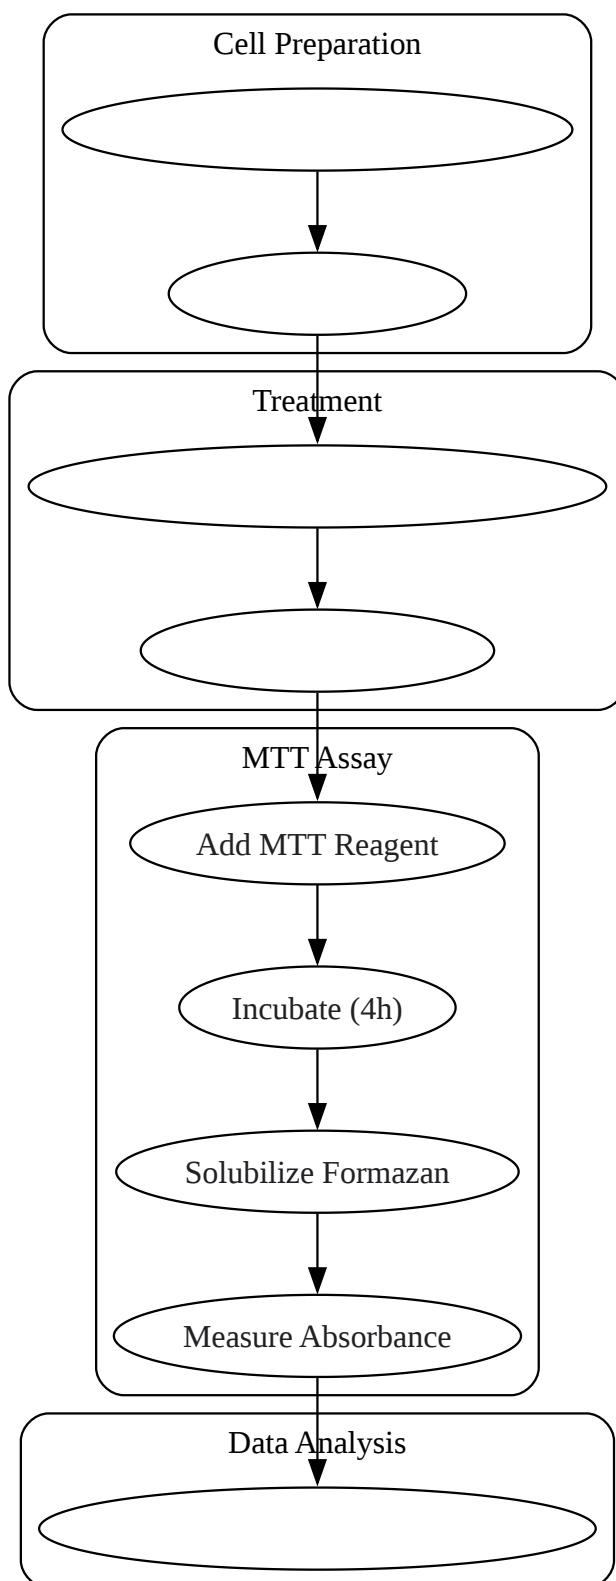 Cell Preparation
Treatment
MTT Assay
Add MTT Reagent
Incubate (4h)
Solubilize Formazan
Measure Absorbance
Data Analysis